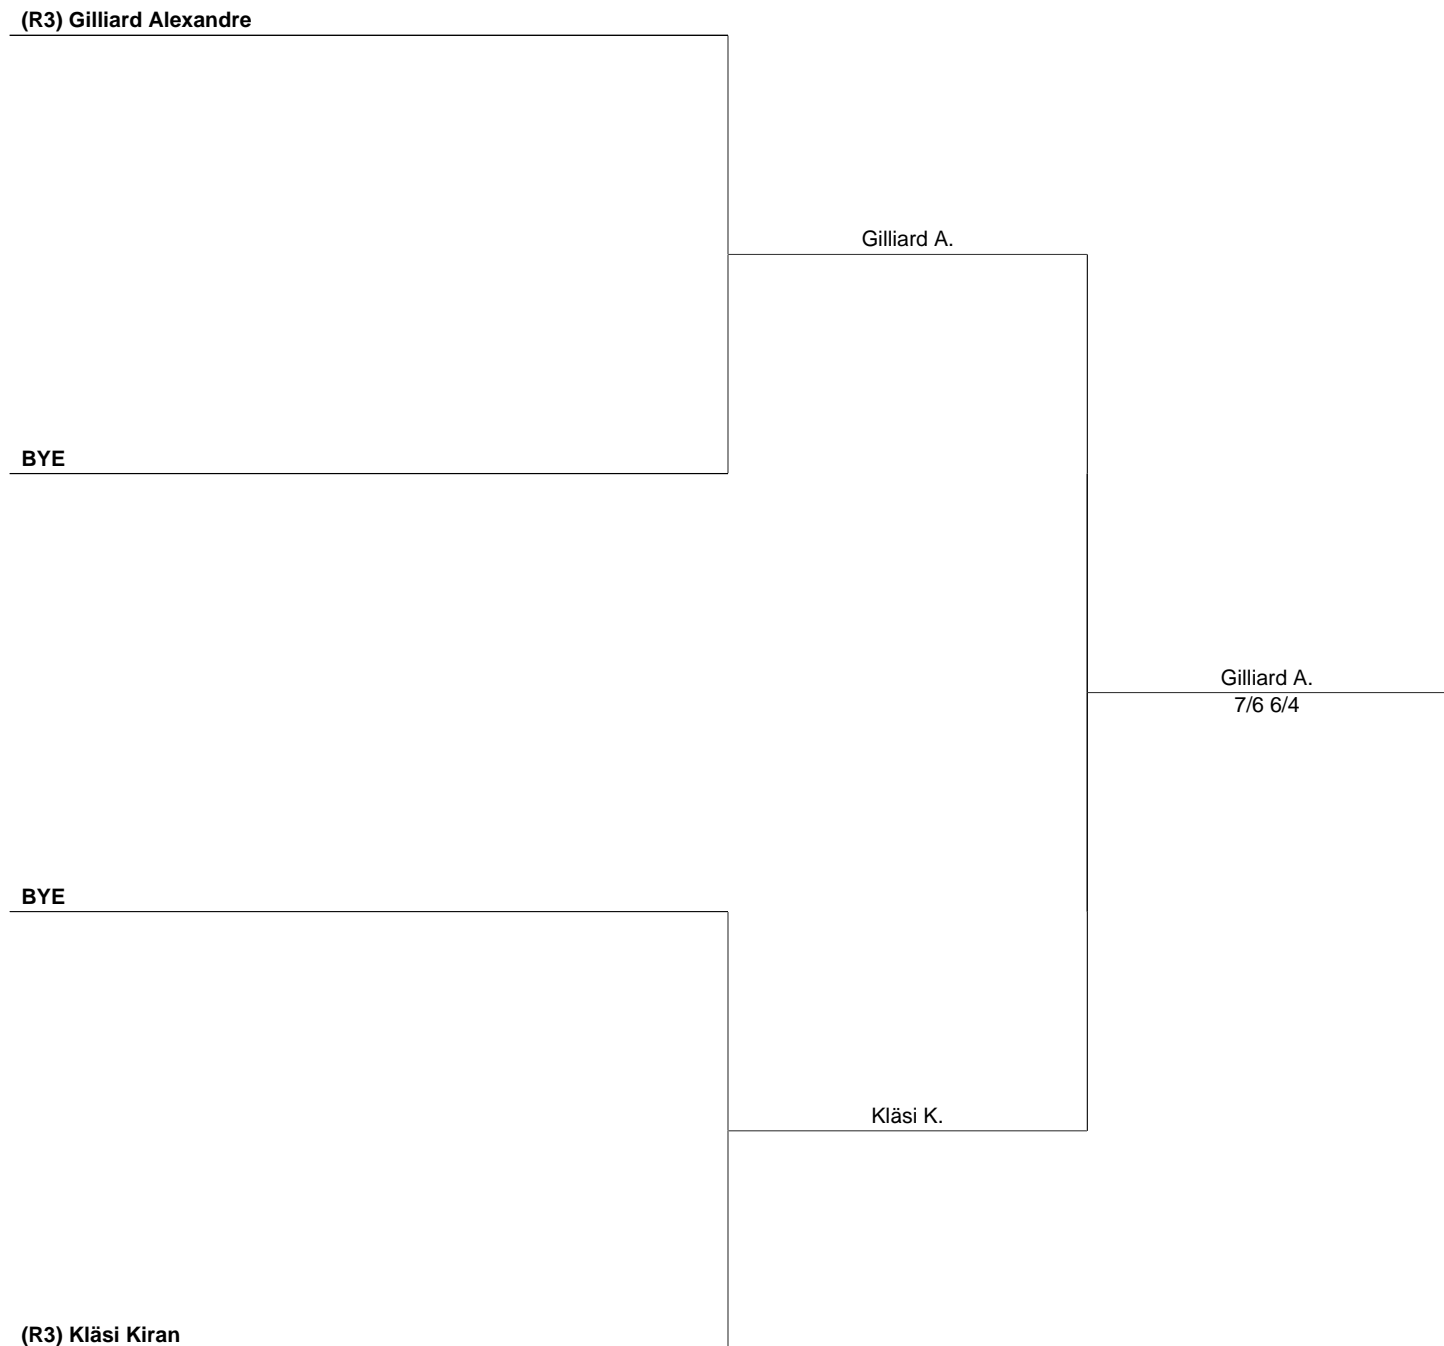 (R3) Gilliard Alexandre
Gilliard A.
BYE
Gilliard A.
7/6 6/4
BYE
Kläsi K.
(R3) Kläsi Kiran